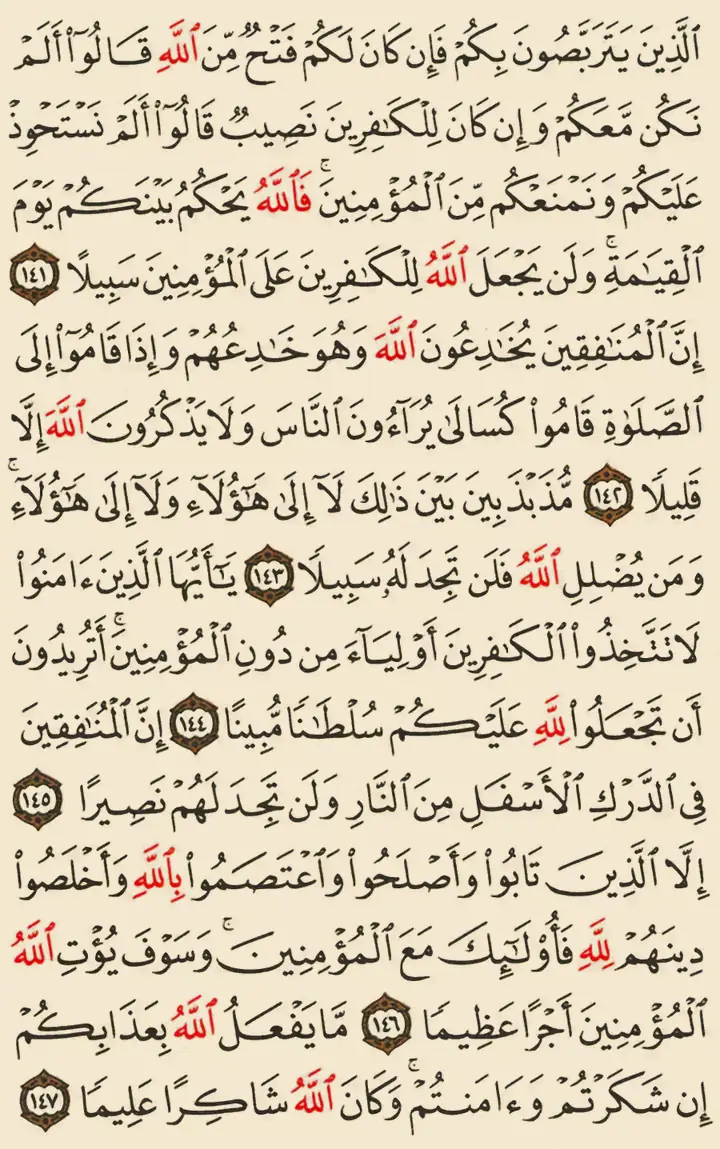 ٱلَّذِينَ يَتَرَبَّصُونَ بِكُمْ فَإِن كَانَ لَكُمْ فَتْحٌ مِّنَ ٱللَّهِ قَالُوٓا۟ أَلَمْ
نَكُن مَّعَكُمْ وَإِن كَانَ لِلْكَـٰفِرِينَ نَصِيبٌ قَالُوٓا۟ أَلَمْ نَسْتَحْوِذْ
عَلَيْكُمْ وَنَمْنَعْكُم مِّنَ ٱلْمُؤْمِنِينَ ۚ فَٱللَّهُ يَحْكُمُ بَيْنَكُمْ يَوْمَ
ٱلْقِيَـٰمَةِ ۚ وَلَن يَجْعَلَ ٱللَّهُ لِلْكَـٰفِرِينَ عَلَى ٱلْمُؤْمِنِينَ سَبِيلًا ١٤١
إِنَّ ٱلْمُنَـٰفِقِينَ يُخَـٰدِعُونَ ٱللَّهَ وَهُوَ خَـٰدِعُهُمْ وَإِذَا قَامُوٓا۟ إِلَى
ٱلصَّلَوٰةِ قَامُوا۟ كُسَالَىٰ يُرَآءُونَ ٱلنَّاسَ وَلَا يَذْكُرُونَ ٱللَّهَ إِلَّا
قَلِيلًا ١٤٢ مُّذَبْذَبِينَ بَيْنَ ذَٰلِكَ لَآ إِلَىٰ هَـٰٓؤُلَآءِ وَلَآ إِلَىٰ هَـٰٓؤُلَآءِ ۚ
وَمَن يُضْلِلِ ٱللَّهُ فَلَن تَجِدَ لَهُۥ سَبِيلًا ١٤٣ يَـٰٓأَيُّهَا ٱلَّذِينَ ءَامَنُوا۟
لَا تَتَّخِذُوا۟ ٱلْكَـٰفِرِينَ أَوْلِيَآءَ مِن دُونِ ٱلْمُؤْمِنِينَ ۚ أَتُرِيدُونَ
أَن تَجْعَلُوا۟ لِلَّهِ عَلَيْكُمْ سُلْطَـٰنًا مُّبِينًا ١٤٤ إِنَّ ٱلْمُنَـٰفِقِينَ
فِى ٱلدَّرْكِ ٱلْأَسْفَلِ مِنَ ٱلنَّارِ وَلَن تَجِدَ لَهُمْ نَصِيرًا ١٤٥
إِلَّا ٱلَّذِينَ تَابُوا۟ وَأَصْلَحُوا۟ وَٱعْتَصَمُوا۟ بِٱللَّهِ وَأَخْلَصُوا۟
دِينَهُمْ لِلَّهِ فَأُو۟لَـٰٓئِكَ مَعَ ٱلْمُؤْمِنِينَ ۚ وَسَوْفَ يُؤْتِ ٱللَّهُ
ٱلْمُؤْمِنِينَ أَجْرًا عَظِيمًا ١٤٦ مَّا يَفْعَلُ ٱللَّهُ بِعَذَابِكُمْ
إِن شَكَرْتُمْ وَءَامَنتُمْ ۚ وَكَانَ ٱللَّهُ شَاكِرًا عَلِيمًا ١٤٧